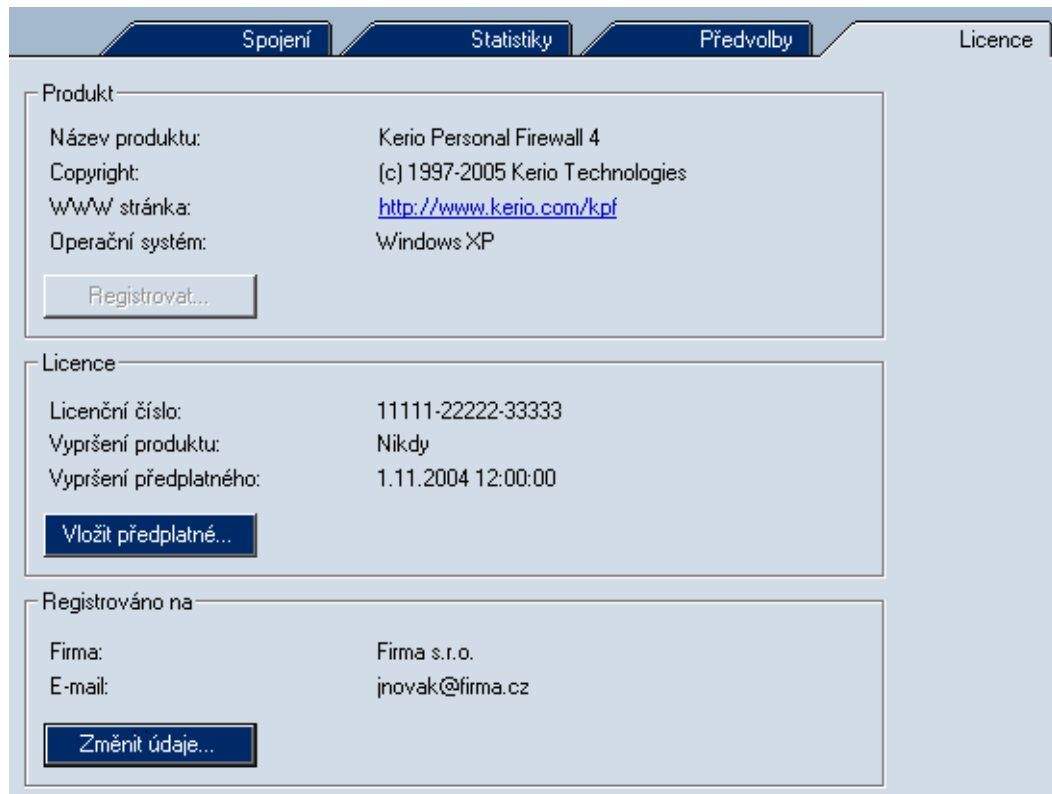 Spojení Statistiky Předvolby Licence
Produkt
Název produktu: Kerio Personal Firewall 4
Copyright: (c) 1997-2005 Kerio Technologies
WWW stránka: http://www.kerio.com/kpf
Operační systém: Windows XP
Registrovat...
Licence
Licenční číslo: 11111-22222-33333
Vypršení produktu: Nikdy
Vypršení předplatného: 1.11.2004 12:00:00
Vložit předplatné...
Registrováno na
Firma: Firma s.r.o.
E-mail: jnovak@firma.cz
Změnit údaje...